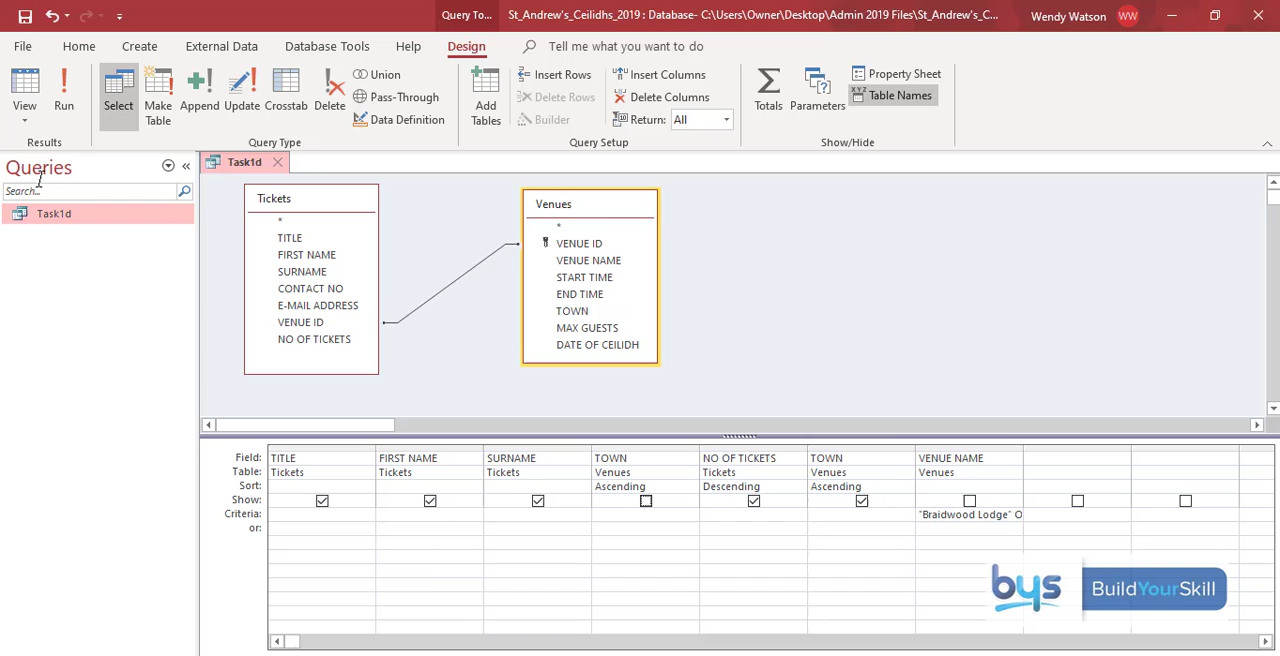 Query To...
St_Andrew's_Ceilidhs_2019 : Database- C:\Users\Owner\Desktop\Admin 2019 Files\St_Andrew's_C...
Wendy Watson
WW
File
Home
Create
External Data
Database Tools
Help
Design
Tell me what you want to do
View
Run
Results
Select
Make Table
Append
Update
Crosstab
Delete
Union
Pass-Through
Data Definition
Query Type
Add Tables
Insert Rows
Delete Rows
Builder
Insert Columns
Delete Columns
Return: All
Query Setup
Totals
Parameters
Property Sheet
XYZ
Table Names
Show/Hide
Queries
Search...
Task1d
Task1d
Tickets
*
TITLE
FIRST NAME
SURNAME
CONTACT NO
E-MAIL ADDRESS
VENUE ID
NO OF TICKETS
Venues
*
VENUE ID
VENUE NAME
START TIME
END TIME
TOWN
MAX GUESTS
DATE OF CEILIDH
Field: TITLE FIRST NAME SURNAME TOWN NO OF TICKETS TOWN VENUE NAME
Table: Tickets Tickets Tickets Venues Tickets Venues Venues
Sort: Ascending Descending Ascending
Show:
Criteria: "Braidwood Lodge" O
or:
bys
BuildYourSkill